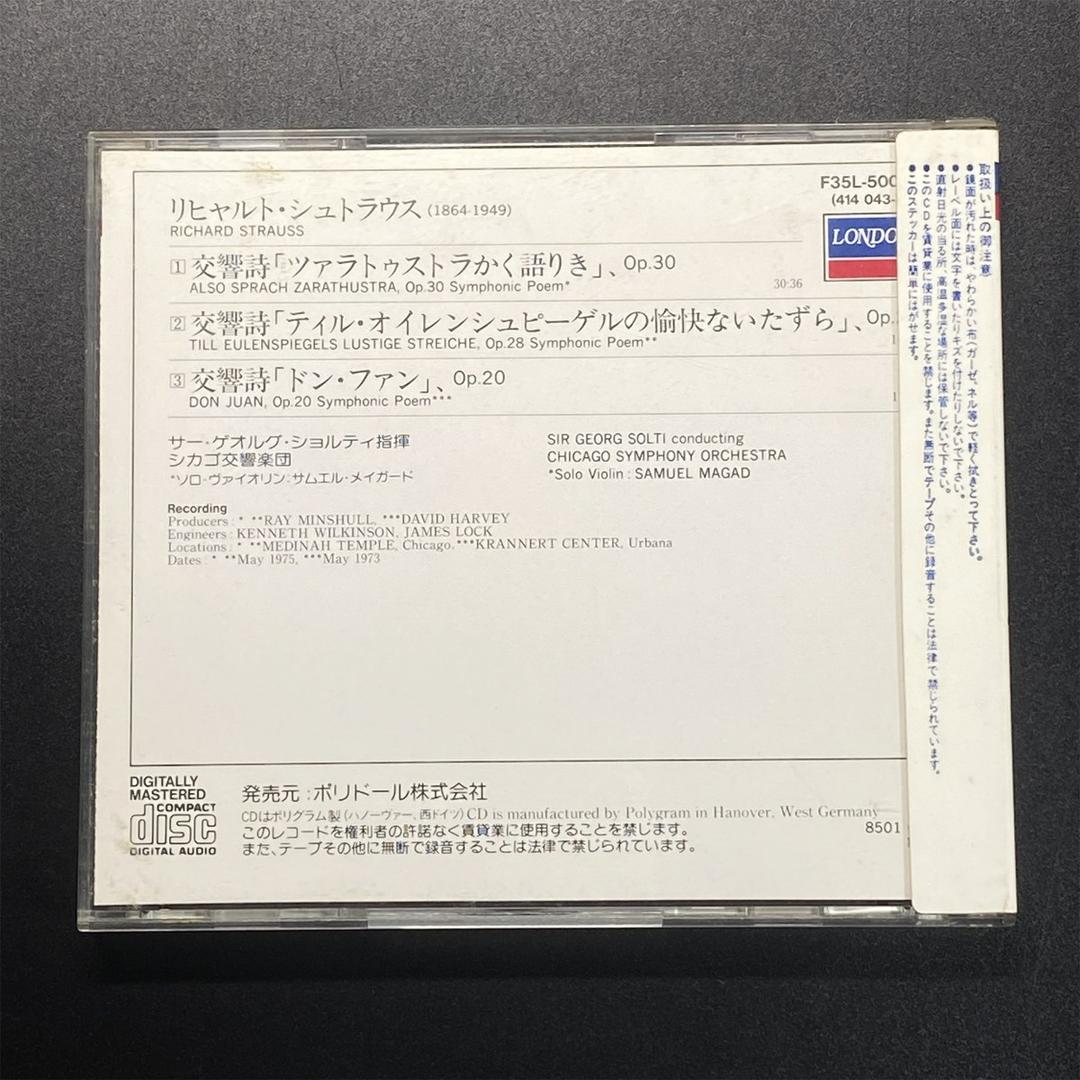 リヒャルト・シュトラウス (1864-1949)
RICHARD STRAUSS
F35L-500
(414 043-
LONDO
1 交響詩「ツァラトゥストラかく語りき」、Op.30
ALSO SPRACH ZARATHUSTRA, Op.30 Symphonic Poem*
30:36
2 交響詩「ティル・オイレンシュピーゲルの愉快ないたずら」、Op.
TILL EULENSPIEGELS LUSTIGE STREICHE, Op.28 Symphonic Poem**
1
3 交響詩「ドン・ファン」、Op.20
DON JUAN, Op.20 Symphonic Poem***
1
サー・ゲオルグ・ショルティ指揮
シカゴ交響楽団
*ソロ・ヴァイオリン：サムエル・メイガード
SIR GEORG SOLTI conducting
CHICAGO SYMPHONY ORCHESTRA
*Solo Violin : SAMUEL MAGAD
Recording
Producers : * **RAY MINSHULL, ***DAVID HARVEY
Engineers : KENNETH WILKINSON, JAMES LOCK
Locations : * **MEDINAH TEMPLE, Chicago, ***KRANNERT CENTER, Urbana
Dates : * **May 1975, ***May 1973
DIGITALLY
MASTERED
COMPACT
disc
DIGITAL AUDIO
発売元：ポリドール株式会社
CDはポリグラム製（ハノーヴァー、西ドイツ）CD is manufactured by Polygram in Hanover, West Germany
このレコードを権利者の許諾なく賃貸業に使用することを禁じます。
また、テープその他に無断で録音することは法律で禁じられています。
8501
取扱い上の御注意
●鏡面が汚れた時は、やわらかい布（ガーゼ、ネル等）で軽く拭きとって下さい。
●レーベル面には文字を書いたりキズを付けたりしないで下さい。
●直射日光の当る所、高温多湿な場所には保管しないで下さい。
●このCDを賃貸業に使用することを禁じます。また無断でテープその他に録音することは法律で禁じられています。
●このステッカーは簡単にはがせます。